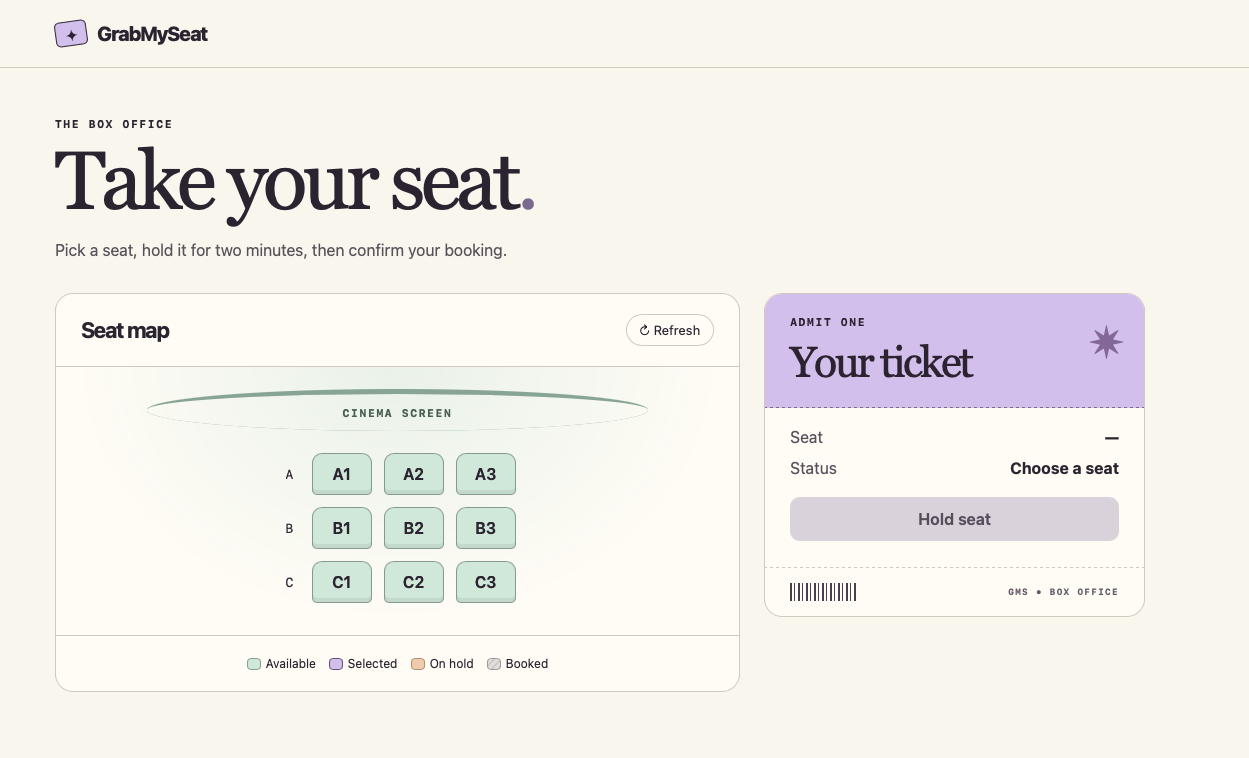 GrabMySeat
THE BOX OFFICE
Take your seat.
Pick a seat, hold it for two minutes, then confirm your booking.
Seat map
Refresh
CINEMA SCREEN
A A1 A2 A3
B B1 B2 B3
C C1 C2 C3
Available Selected On hold Booked
ADMIT ONE
Your ticket
Seat —
Status Choose a seat
Hold seat
GMS • BOX OFFICE